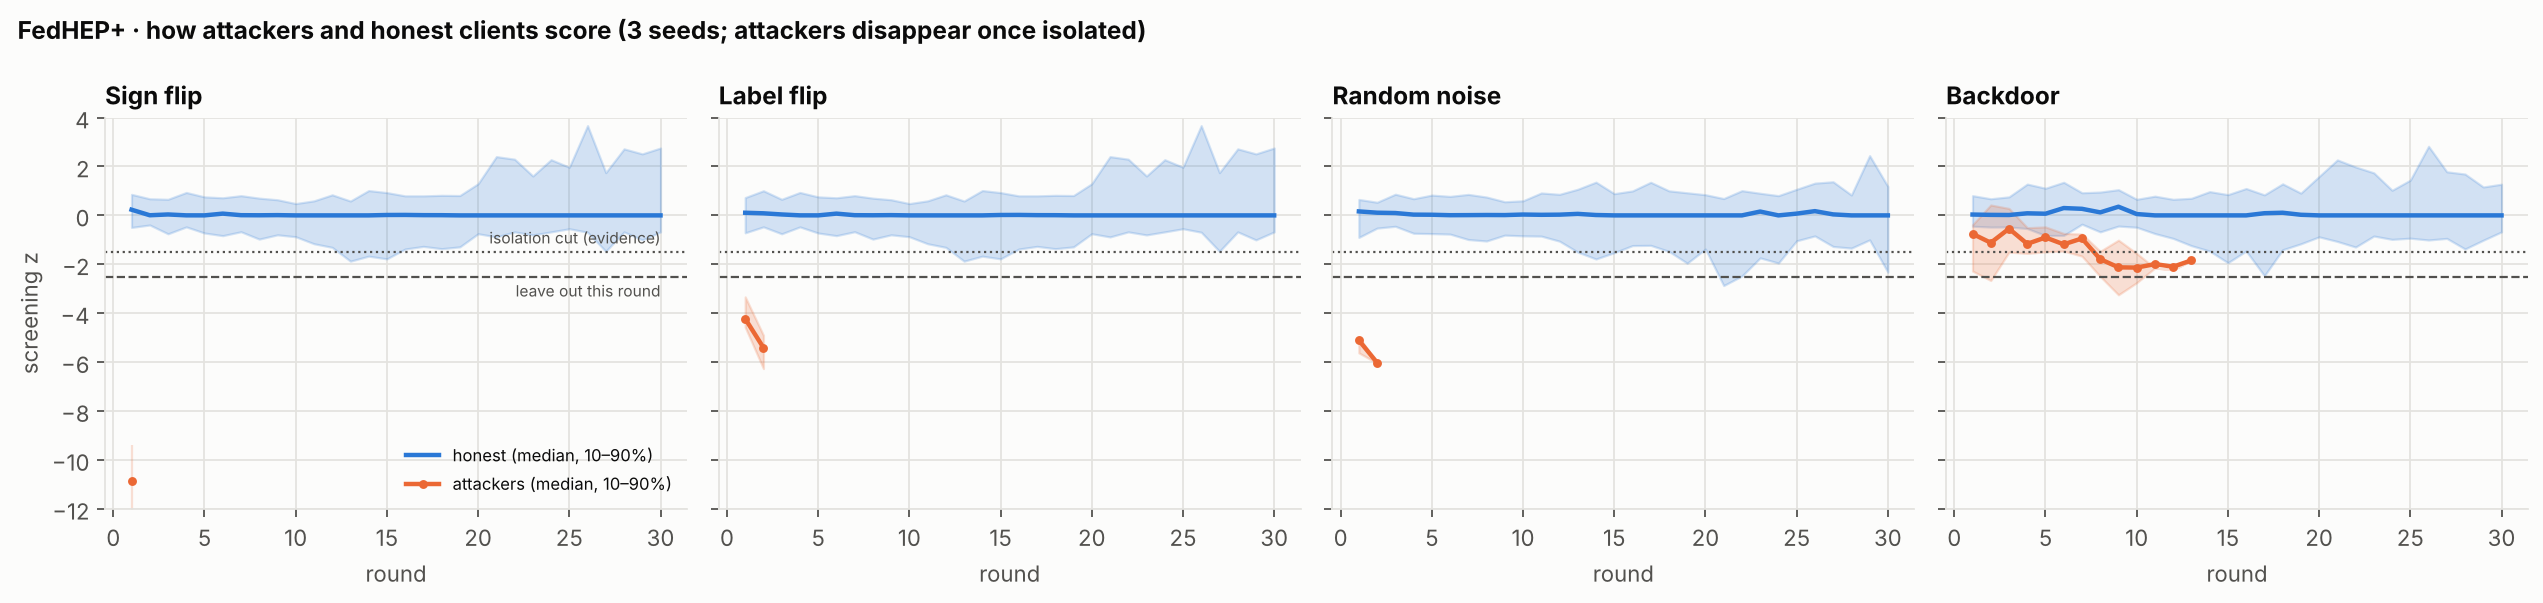 FedHEP+ · how attackers and honest clients score (3 seeds; attackers disappear once isolated)
Sign flip
Label flip
Random noise
Backdoor
screening z
4
2
0
−2
−4
−6
−8
−10
−12
isolation cut (evidence)
leave out this round
honest (median, 10–90%)
attackers (median, 10–90%)
0 5 10 15 20 25 30
0 5 10 15 20 25 30
0 5 10 15 20 25 30
0 5 10 15 20 25 30
round
round
round
round